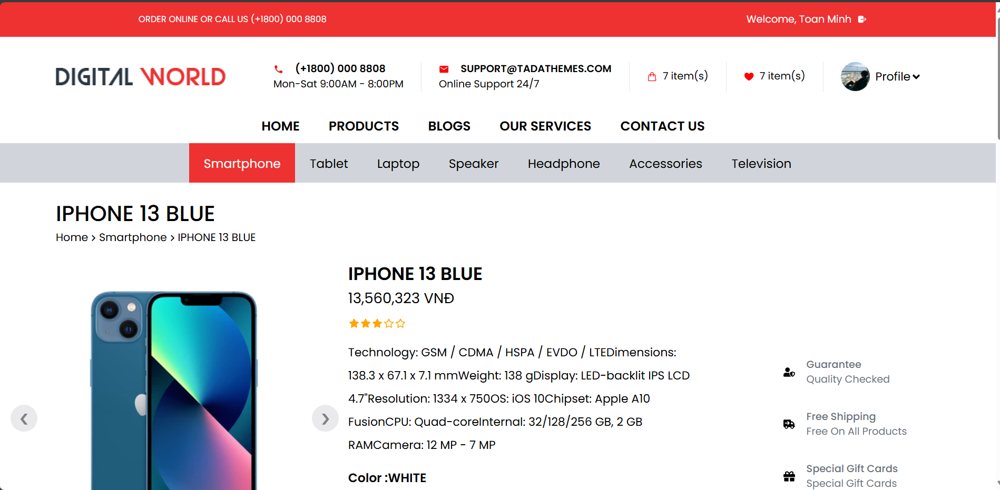 ORDER ONLINE OR CALL US (+1800) 000 8808
Welcome, Toan Minh
DIGITAL WORLD
(+1800) 000 8808
Mon-Sat 9:00AM - 8:00PM
SUPPORT@TADATHEMES.COM
Online Support 24/7
7 item(s)
7 item(s)
Profile
HOME PRODUCTS BLOGS OUR SERVICES CONTACT US
Smartphone Tablet Laptop Speaker Headphone Accessories Television
IPHONE 13 BLUE
Home > Smartphone > IPHONE 13 BLUE
IPHONE 13 BLUE
13,560,323 VNĐ
Technology: GSM / CDMA / HSPA / EVDO / LTEDimensions:
138.3 x 67.1 x 7.1 mmWeight: 138 gDisplay: LED-backlit IPS LCD
4.7"Resolution: 1334 x 750OS: iOS 10Chipset: Apple A10
FusionCPU: Quad-coreInternal: 32/128/256 GB, 2 GB
RAMCamera: 12 MP - 7 MP
Color :WHITE
Guarantee
Quality Checked
Free Shipping
Free On All Products
Special Gift Cards
Special Gift Cards